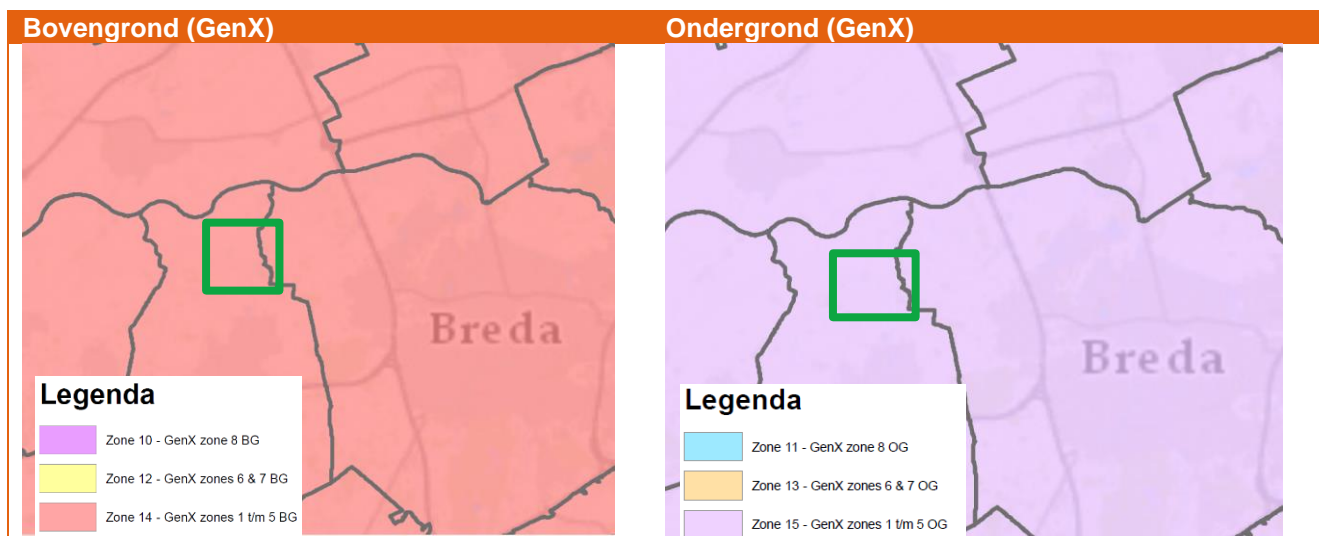 Bovengrond (GenX)
Ondergrond (GenX)
Breda
Legenda
Zone 10 - GenX zone 8 BG
Zone 12 - GenX zones 6 & 7 BG
Zone 14 - GenX zones 1 t/m 5 BG
Breda
Legenda
Zone 11 - GenX zone 8 OG
Zone 13 - GenX zones 6 & 7 OG
Zone 15 - GenX zones 1 t/m 5 OG